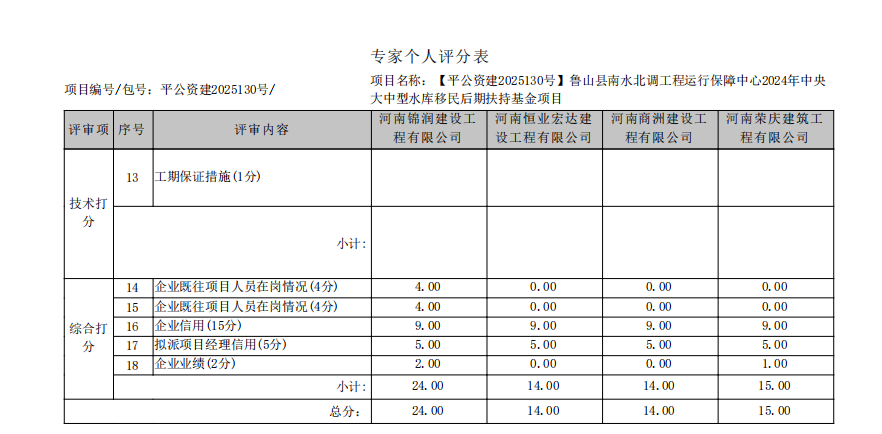 专家个人评分表
项目编号/包号: 平公资建2025130号/
项目名称: 【平公资建2025130号】鲁山县南水北调工程运行保障中心2024年中央
大中型水库移民后期扶持基金项目
评审项 序号 评审内容 河南锦润建设工程有限公司 河南恒业宏达建设工程有限公司 河南商洲建设工程有限公司 河南荣庆建筑工程有限公司
技术打分
13 工期保证措施(1分)
小计:
综合打分
14 企业既往项目人员在岗情况(4分) 4.00 0.00 0.00 0.00
15 企业既往项目人员在岗情况(4分) 4.00 0.00 0.00 0.00
16 企业信用(15分) 9.00 9.00 9.00 9.00
17 拟派项目经理信用(5分) 5.00 5.00 5.00 5.00
18 企业业绩(2分) 2.00 0.00 0.00 1.00
小计: 24.00 14.00 14.00 15.00
总分: 24.00 14.00 14.00 15.00